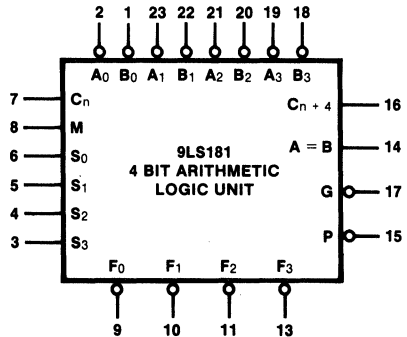 2 1 23 22 21 20 19 18
A0 B0 A1 B1 A2 B2 A3 B3
7 Cn
8 M
6 S0
5 S1
4 S2
3 S3
9LS181
4 BIT ARITHMETIC
LOGIC UNIT
Cn + 4 16
A = B 14
G 17
P 15
F0 F1 F2 F3
9 10 11 13